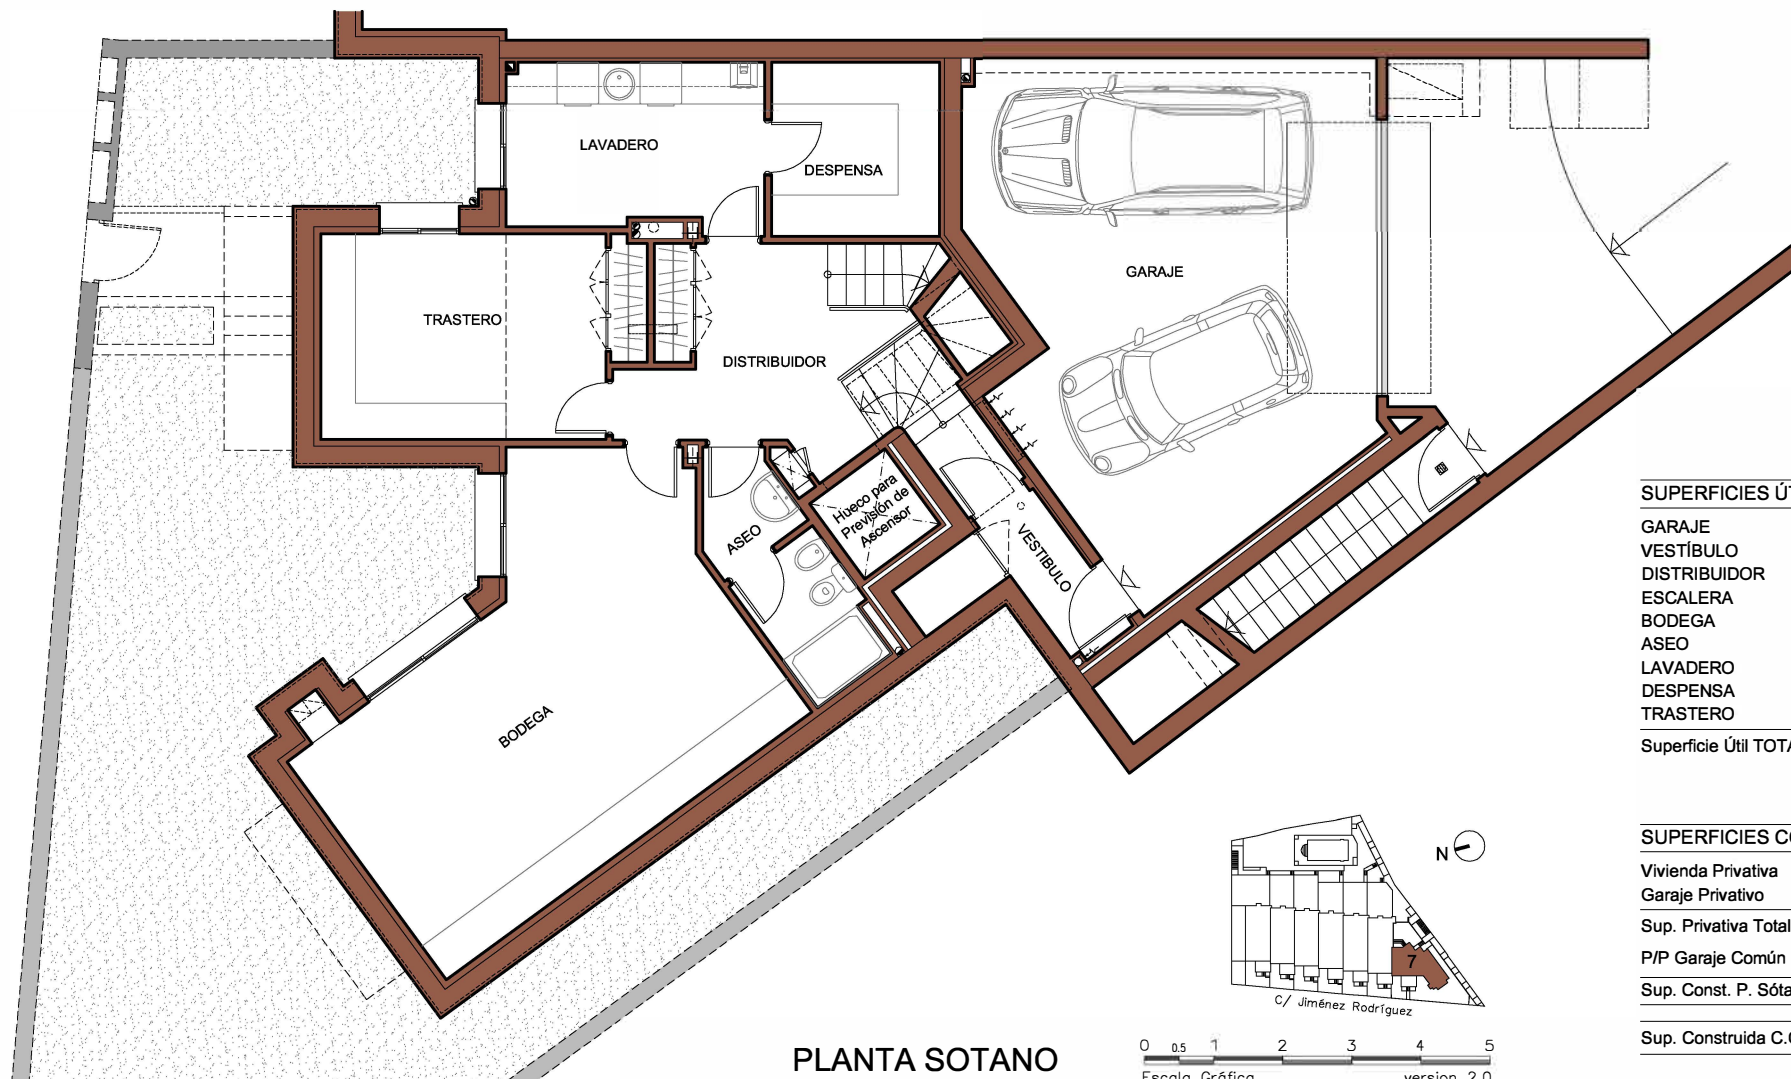 LAVADERO
DESPENSA
GARAJE
TRASTERO
DISTRIBUIDOR
Hueco para
Previsión de
Ascensor
ASEO
VESTIBULO
BODEGA
SUPERFICIES Ú
GARAJE
VESTÍBULO
DISTRIBUIDOR
ESCALERA
BODEGA
ASEO
LAVADERO
DESPENSA
TRASTERO
Superficie Útil TOTA
SUPERFICIES C
Vivienda Privativa
Garaje Privativo
Sup. Privativa Total
P/P Garaje Común
Sup. Const. P. Sóta
Sup. Construida C.
N
7
C/ Jiménez Rodríguez
PLANTA SOTANO
0 0.5 1 2 3 4 5
Escala Gráfica version 2.0